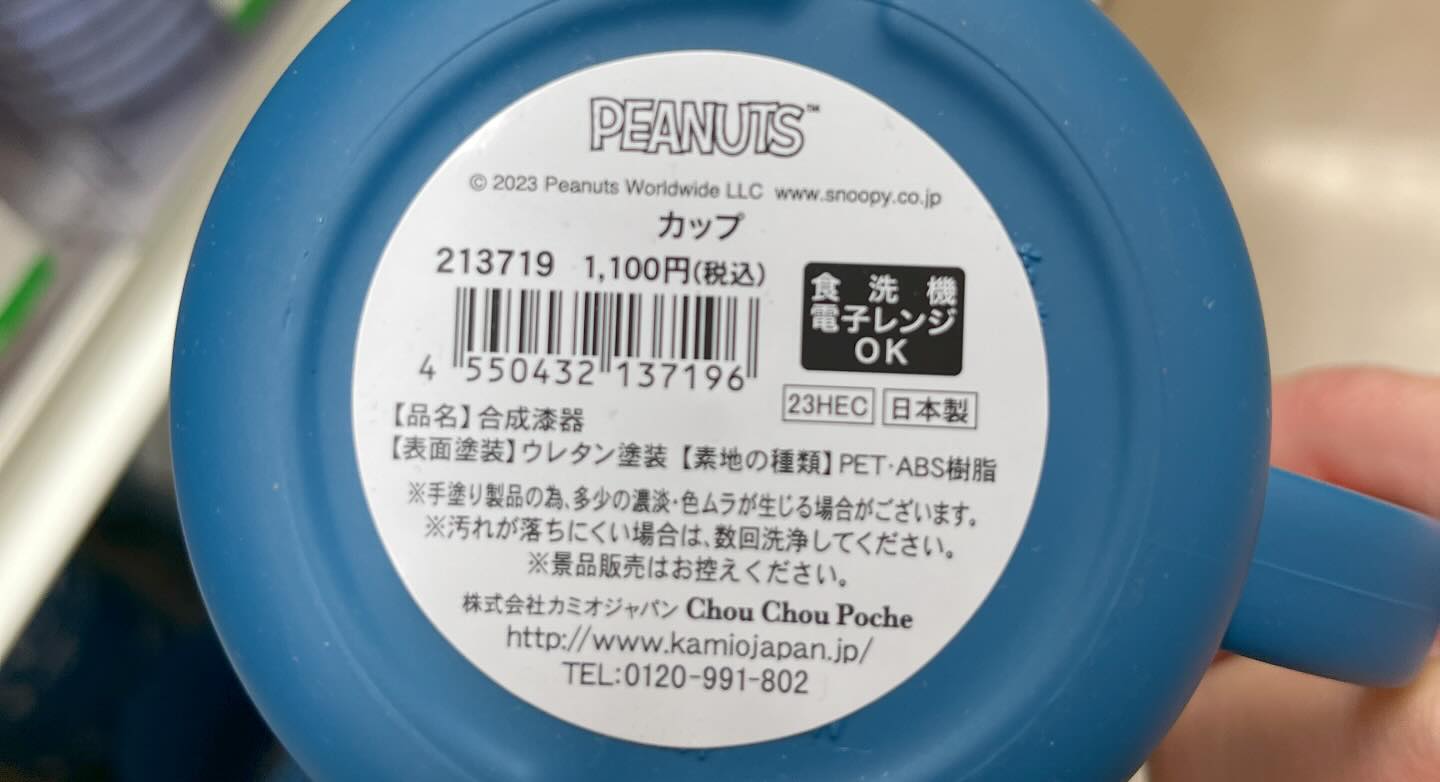 PEANUTS™
© 2023 Peanuts Worldwide LLC www.snoopy.co.jp
カップ
213719 1,100円(税込)
4 550432 137196
食洗機
電子レンジ
OK
23HEC 日本製
【品名】合成漆器
【表面塗装】ウレタン塗装【素地の種類】PET・ABS樹脂
※手塗り製品の為、多少の濃淡・色ムラが生じる場合がございます。
※汚れが落ちにくい場合は、数回洗浄してください。
※景品販売はお控えください。
株式会社カミオジャパン Chou Chou Poche
http://www.kamiojapan.jp/
TEL:0120-991-802